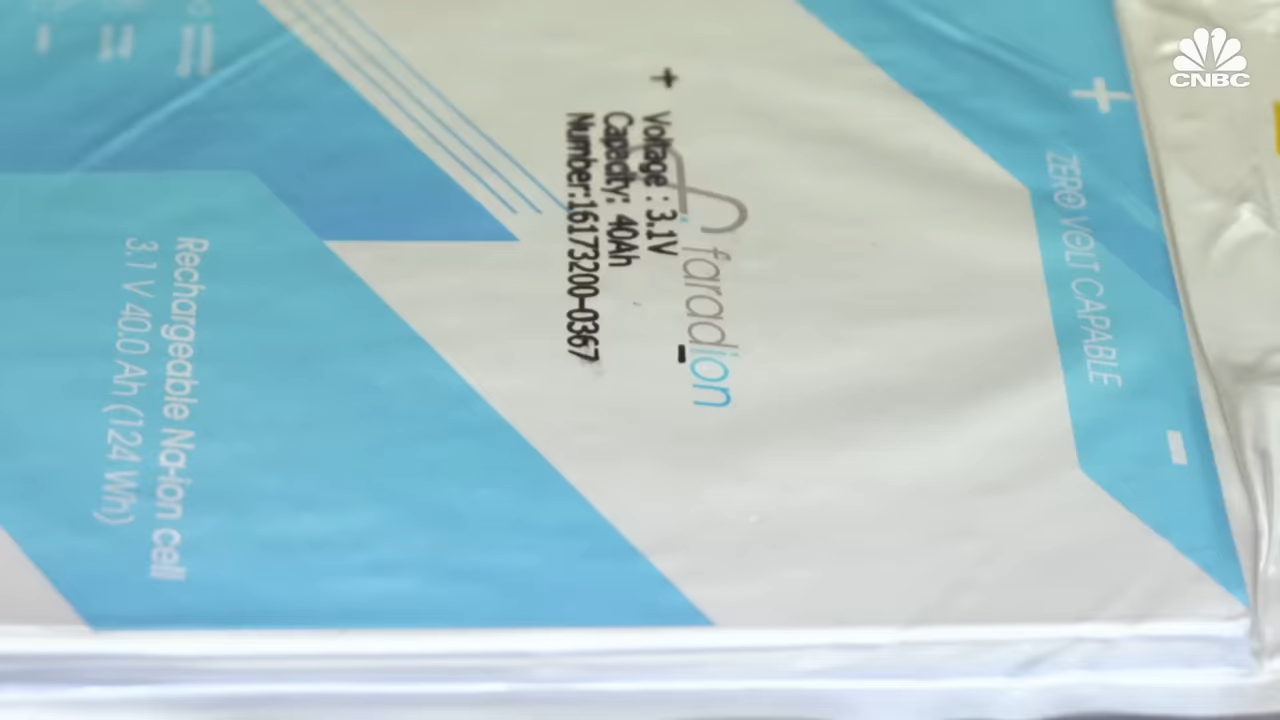 CNBC
+
Voltage : 3.1V
Capacity: 40Ah
Number:16173200-0367
-
faradion
+
ZERO VOLT CAPABLE
-
Rechargeable Na-ion cell
3.1 V 40.0 Ah (124 Wh)